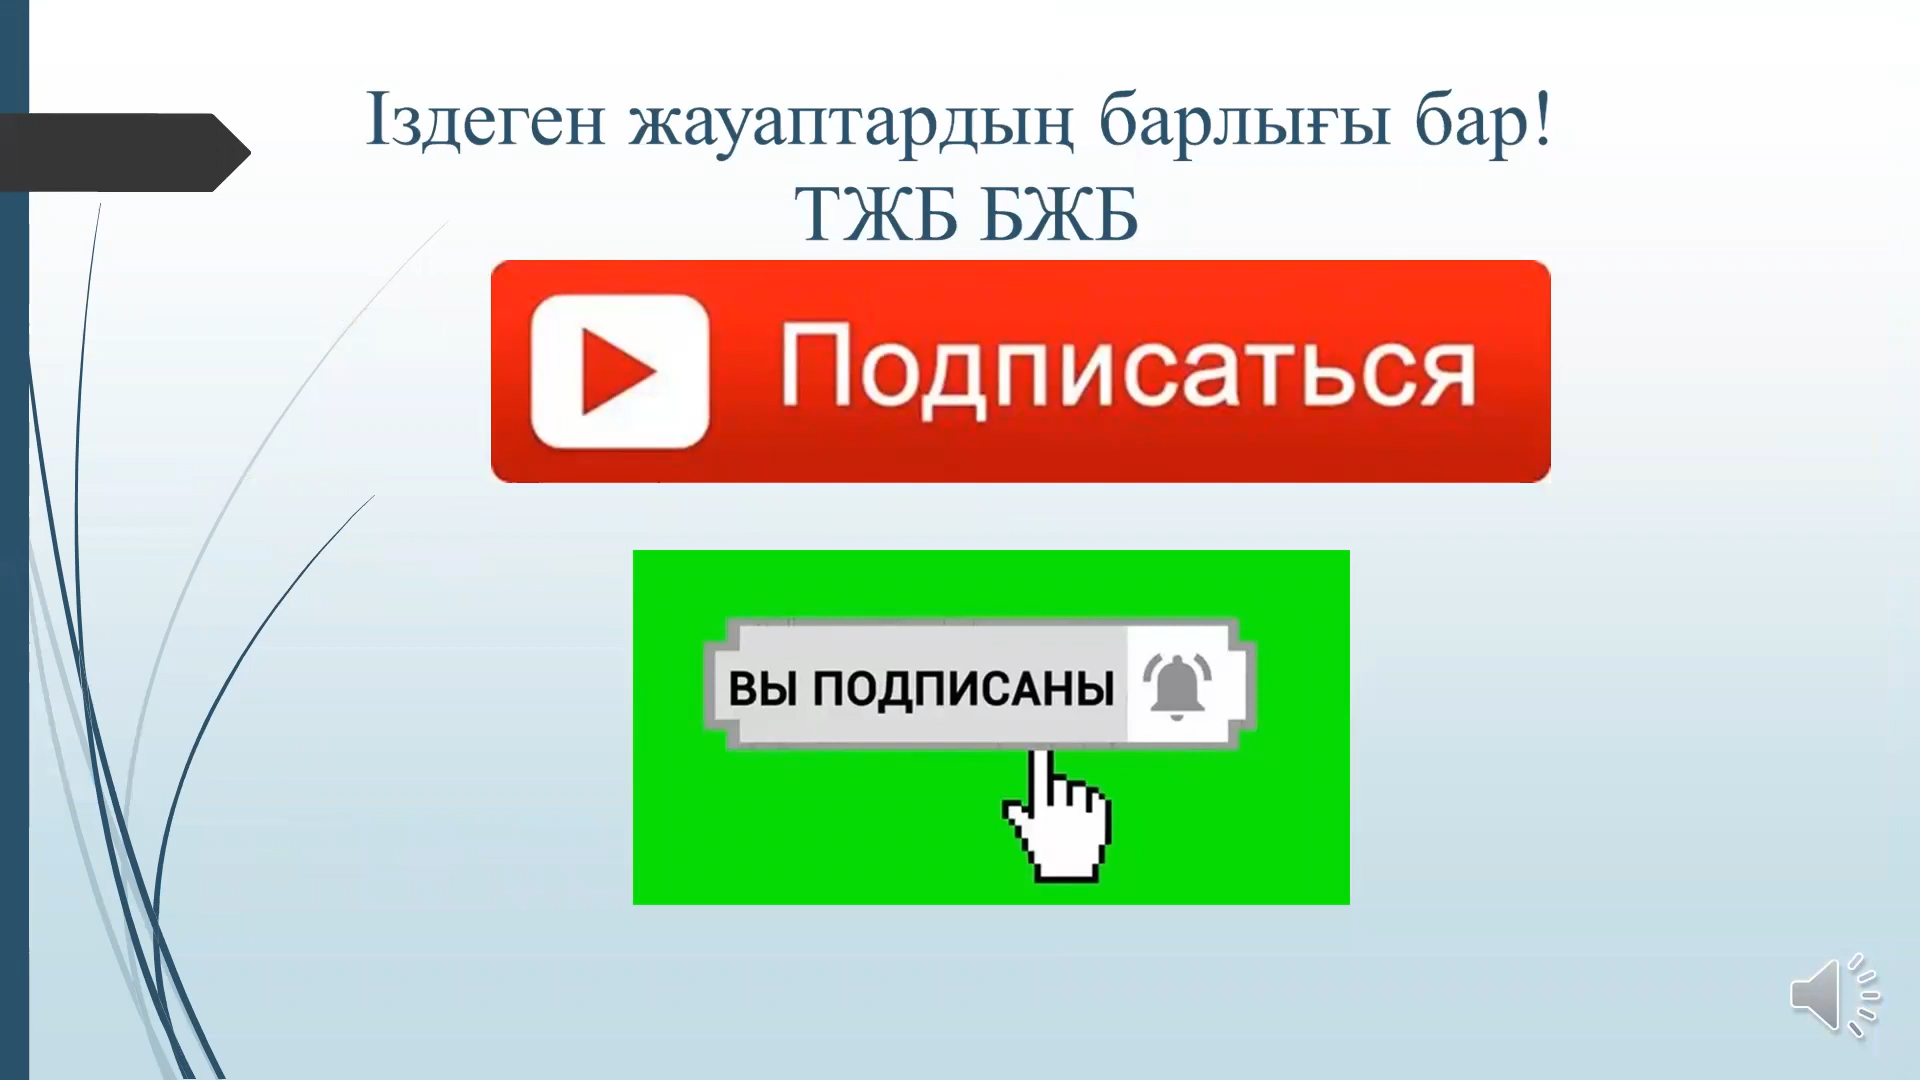 Іздеген жауаптардың барлығы бар!
ТЖБ БЖБ
Подписаться
ВЫ ПОДПИСАНЫ